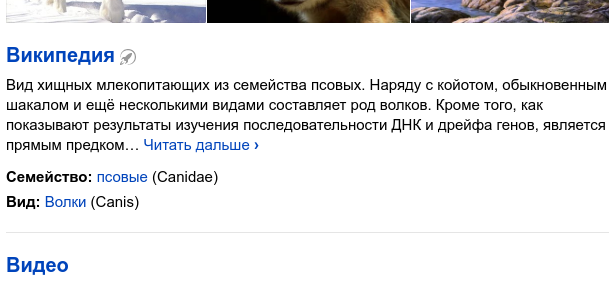 Википедия
Вид хищных млекопитающих из семейства псовых. Наряду с койотом, обыкновенным
шакалом и ещё несколькими видами составляет род волков. Кроме того, как
показывают результаты изучения последовательности ДНК и дрейфа генов, является
прямым предком… Читать дальше ›
Семейство: псовые (Canidae)
Вид: Волки (Canis)
Видео